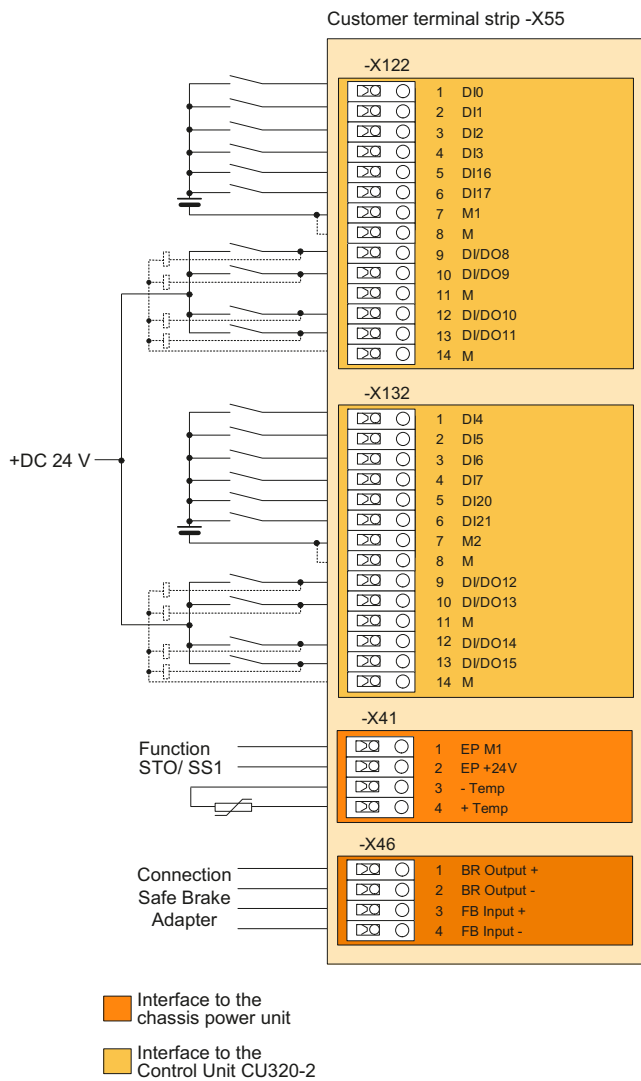 Customer terminal strip -X55
-X122
1 DI0
2 DI1
3 DI2
4 DI3
5 DI16
6 DI17
7 M1
8 M
9 DI/DO8
10 DI/DO9
11 M
12 DI/DO10
13 DI/DO11
14 M
-X132
1 DI4
2 DI5
3 DI6
4 DI7
5 DI20
6 DI21
7 M2
8 M
9 DI/DO12
10 DI/DO13
11 M
12 DI/DO14
13 DI/DO15
14 M
+DC 24 V
-X41
Function
STO/ SS1
1 EP M1
2 EP +24V
3 - Temp
4 + Temp
-X46
Connection
Safe Brake
Adapter
1 BR Output +
2 BR Output -
3 FB Input +
4 FB Input -
Interface to the
chassis power unit
Interface to the
Control Unit CU320-2